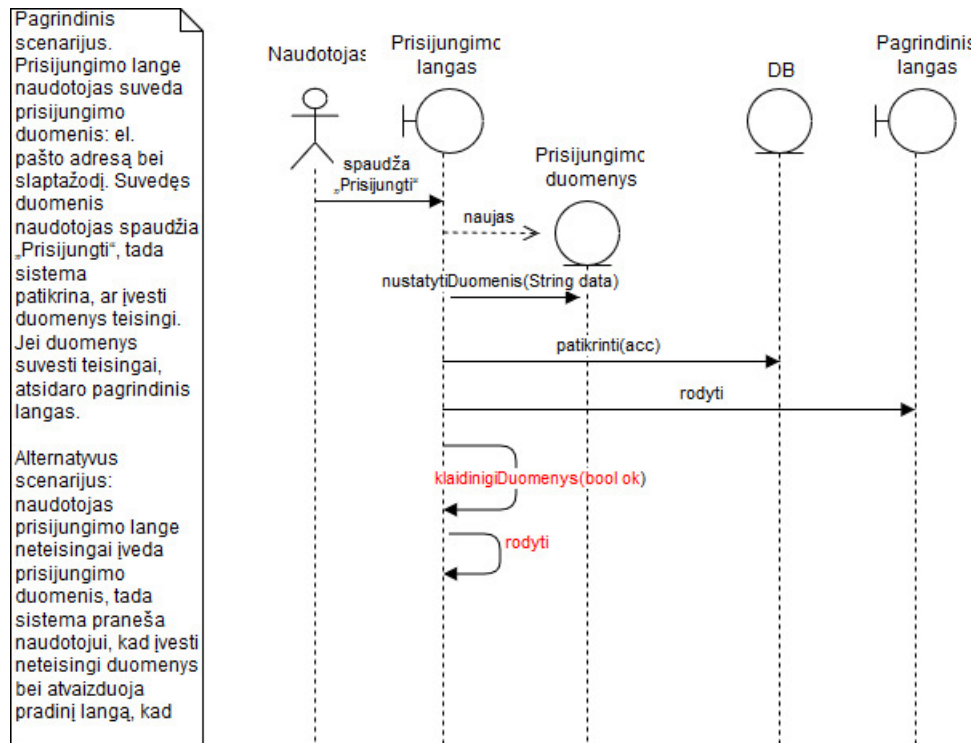 Pagrindinis
scenarijus.
Prisijungimo lange
naudotojas suveda
prisijungimo
duomenis: el.
pašto adresą bei
slaptažodį. Suvedęs
duomenis
naudotojas spaudžia
„Prisijungti“, tada
sistema
patikrina, ar įvesti
duomenys teisingi.
Jei duomenys
suvesti teisingai,
atsidaro pagrindinis
langas.
Alternatyvus
scenarijus:
naudotojas
prisijungimo lange
neteisingai įveda
prisijungimo
duomenis, tada
sistema praneša
naudotojui, kad įvesti
neteisingi duomenys
bei atvaizduoja
pradinį langą, kad
Naudotojas
Prisijungimo
langas
DB
Pagrindinis
langas
spaudža
„Prisijungti“
Prisijungimo
duomenys
naujas
nustatytiDuomenis(String data)
patikrinti(acc)
rodyti
klaidinigiDuomenys(bool ok)
rodyti